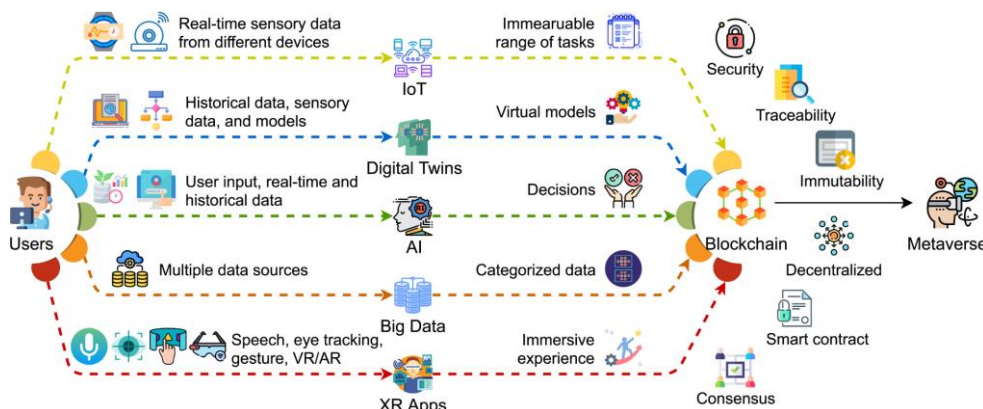 Real-time sensory data
from different devices
IoT
Immearuable
range of tasks
Historical data, sensory
data, and models
Digital Twins
Virtual models
User input, real-time and
historical data
AI
Decisions
Multiple data sources
Big Data
Categorized data
Speech, eye tracking,
gesture, VR/AR
XR Apps
Immersive
experience
Users
Blockchain
Security
Traceability
Immutability
Decentralized
Smart contract
Consensus
Metaverse